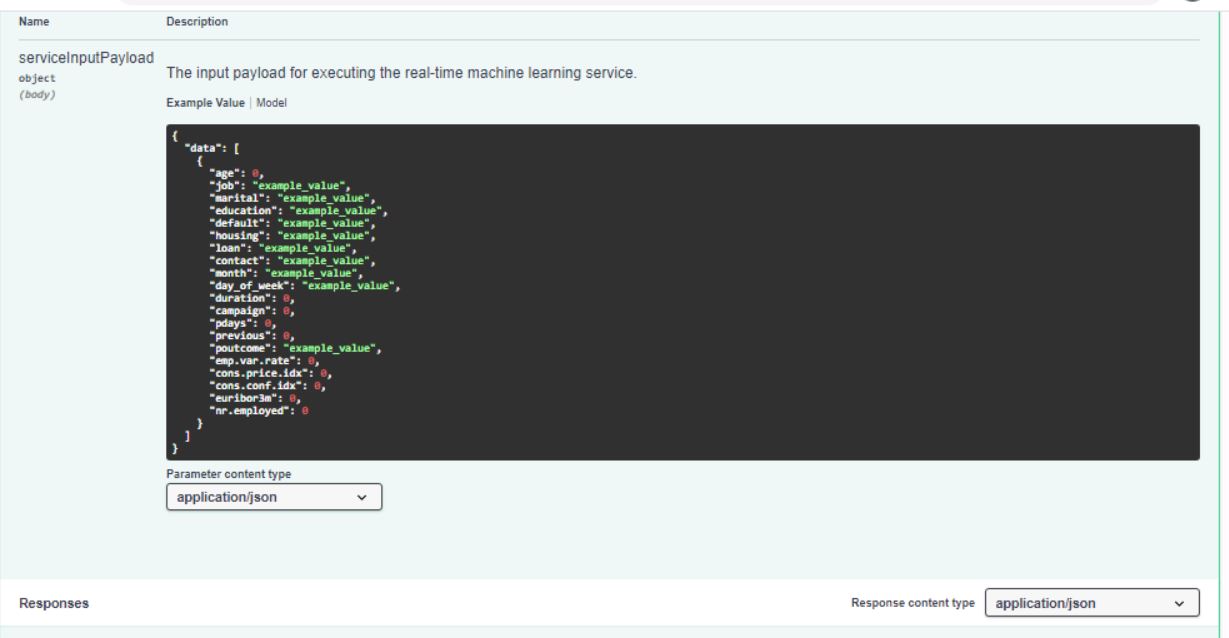 Name Description
serviceInputPayload
object
(body)
The input payload for executing the real-time machine learning service.
Example Value | Model
{
  "data": [
    {
      "age": 0,
      "job": "example_value",
      "marital": "example_value",
      "education": "example_value",
      "default": "example_value",
      "housing": "example_value",
      "loan": "example_value",
      "contact": "example_value",
      "month": "example_value",
      "day_of_week": "example_value",
      "duration": 0,
      "campaign": 0,
      "pdays": 0,
      "previous": 0,
      "poutcome": "example_value",
      "emp.var.rate": 0,
      "cons.price.idx": 0,
      "cons.conf.idx": 0,
      "euribor3m": 0,
      "nr.employed": 0
    }
  ]
}
Parameter content type
application/json
Responses Response content type application/json